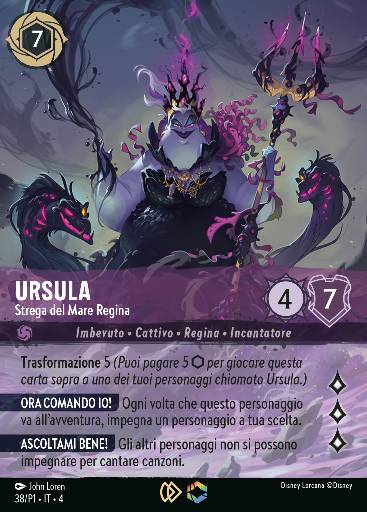 7
URSULA
Strega del Mare Regina
4
7
Imbevuto • Cattivo • Regina • Incantatore
Trasformazione 5 (Puoi pagare 5 ⬡ per giocare questa
carta sopra a uno dei tuoi personaggi chiamato Ursula.)
ORA COMANDO IO! Ogni volta che questo personaggio
va all'avventura, impegna un personaggio a tua scelta.
ASCOLTAMI BENE! Gli altri personaggi non si possono
impegnare per cantare canzoni.
John Loren
38/P1 • IT • 4
Disney Lorcana ©Disney